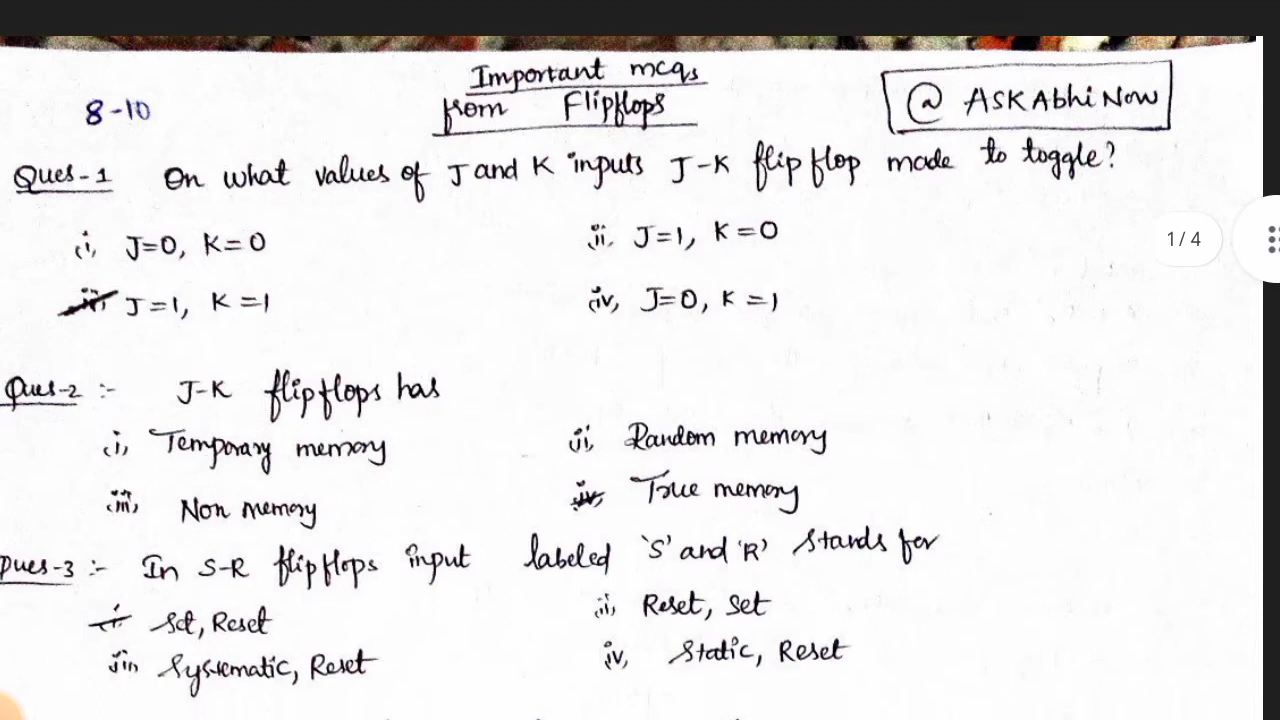 Important mcqs
from Flipflops
@ ASKAbhiNow
8-10
Ques-1 On what values of J and K inputs J-K flipflop made to toggle?
i, J=0, K=0
ii, J=1, K=0
iii, J=1, K=1
iv, J=0, K=1
1/4
Ques-2 :- J-K flipflops has
i, Temporary memory
ii, Random memory
iii, Non memory
iv, True memory
Ques-3 :- In S-R flipflops input labeled 'S' and 'R' stands for
i, Set, Reset
ii, Reset, Set
iii, Systematic, Reset
iv, Static, Reset